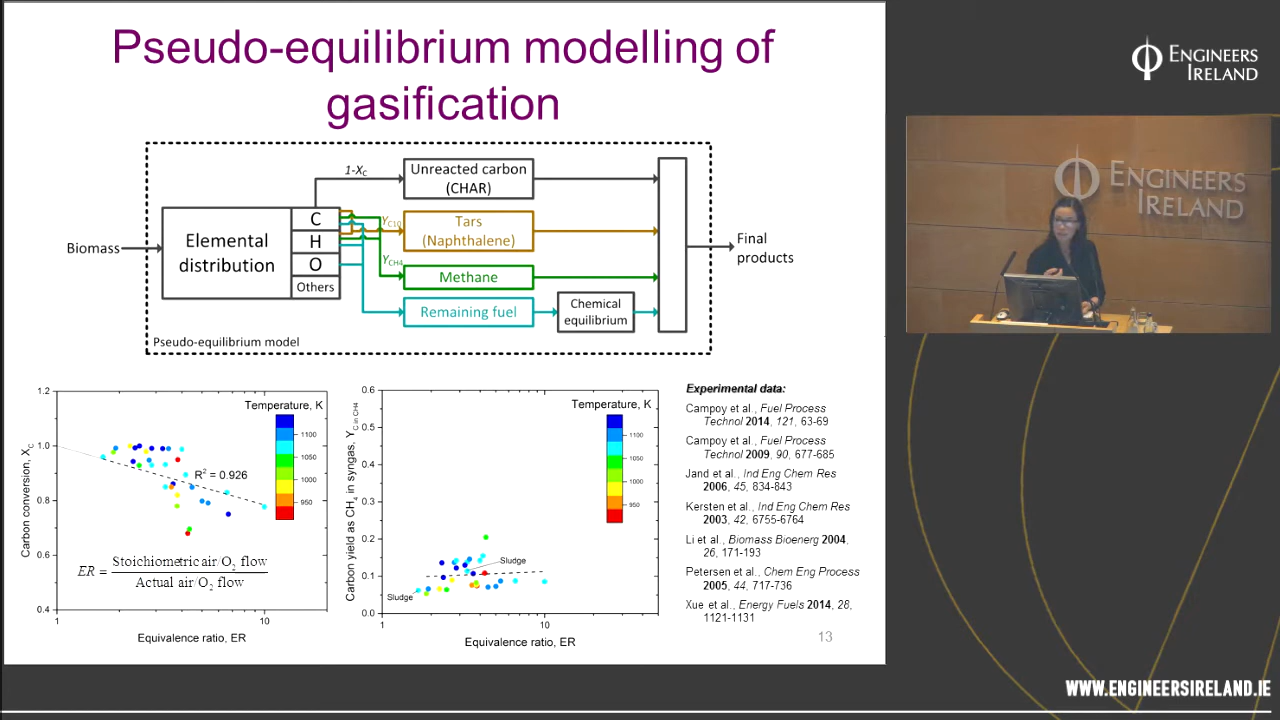 Pseudo-equilibrium modelling of
gasification
Biomass
Elemental
distribution
C
H
O
Others
1-XC
YC10
YCH4
Unreacted carbon
(CHAR)
Tars
(Naphthalene)
Methane
Remaining fuel
Chemical
equilibrium
Final
products
Pseudo-equilibrium model
Carbon conversion, XC
1.2
1.0
0.8
0.6
0.4
1
10
Equivalence ratio, ER
Temperature, K
1100
1050
1000
950
R2 = 0.926
ER = Stoichiometric air/O2 flow
Actual air/O2 flow
Carbon yield as CH4 in syngas, YC in CH4
0.6
0.5
0.4
0.3
0.2
0.1
0.0
1
10
Equivalence ratio, ER
Temperature, K
1100
1050
1000
950
Sludge
Sludge
Experimental data:
Campoy et al., Fuel Process
Technol 2014, 121, 63-69
Campoy et al., Fuel Process
Technol 2009, 90, 677-685
Jand et al., Ind Eng Chem Res
2006, 45, 834-843
Kersten et al., Ind Eng Chem Res
2003, 42, 6755-6764
Li et al., Biomass Bioenerg 2004,
26, 171-193
Petersen et al., Chem Eng Process
2005, 44, 717-736
Xue et al., Energy Fuels 2014, 28,
1121-1131
13
ENGINEERS
IRELAND
ENGINEERS
IRELAND
WWW.ENGINEERSIRELAND.IE